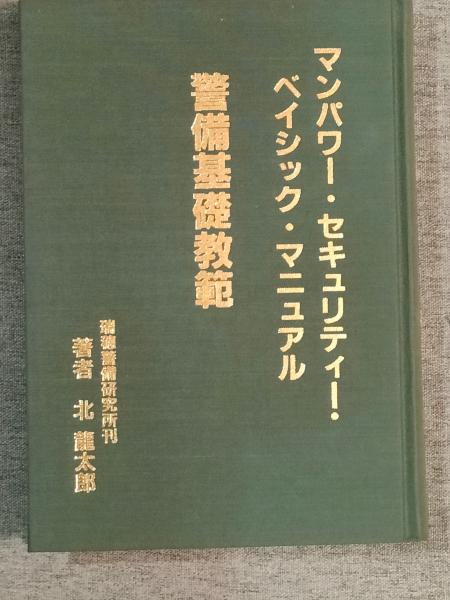 マンパワー・セキュリティー・
ベイシック・マニュアル
警備基礎教範
瑞穂警備研究所刊
著者 北 龍太郎